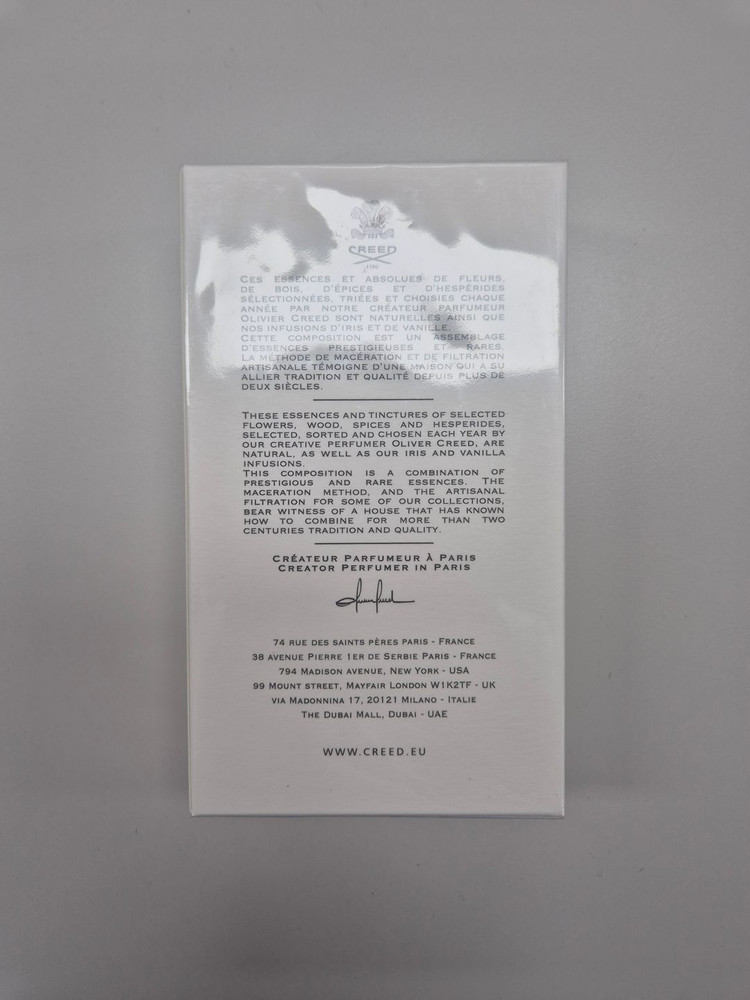 CREED
1760
CES ESSENCES ET ABSOLUES DE FLEURS,
DE BOIS, D'ÉPICES ET D'HESPÉRIDES
SÉLECTIONNÉES, TRIÉES ET CHOISIES CHAQUE
ANNÉE PAR NOTRE CRÉATEUR PARFUMEUR
OLIVIER CREED SONT NATURELLES AINSI QUE
NOS INFUSIONS D'IRIS ET DE VANILLE.
CETTE COMPOSITION EST UN ASSEMBLAGE
D'ESSENCES PRESTIGIEUSES ET RARES.
LA MÉTHODE DE MACÉRATION ET DE FILTRATION
ARTISANALE TÉMOIGNE D'UNE MAISON QUI A SU
ALLIER TRADITION ET QUALITÉ DEPUIS PLUS DE
DEUX SIÈCLES.
THESE ESSENCES AND TINCTURES OF SELECTED
FLOWERS, WOOD, SPICES AND HESPERIDES,
SELECTED, SORTED AND CHOSEN EACH YEAR BY
OUR CREATIVE PERFUMER OLIVER CREED, ARE
NATURAL, AS WELL AS OUR IRIS AND VANILLA
INFUSIONS.
THIS COMPOSITION IS A COMBINATION OF
PRESTIGIOUS AND RARE ESSENCES. THE
MACERATION METHOD, AND THE ARTISANAL
FILTRATION FOR SOME OF OUR COLLECTIONS,
BEAR WITNESS OF A HOUSE THAT HAS KNOWN
HOW TO COMBINE FOR MORE THAN TWO
CENTURIES TRADITION AND QUALITY.
CRÉATEUR PARFUMEUR À PARIS
CREATOR PERFUMER IN PARIS
74 RUE DES SAINTS PÈRES PARIS - FRANCE
38 AVENUE PIERRE 1ER DE SERBIE PARIS - FRANCE
794 MADISON AVENUE, NEW YORK - USA
99 MOUNT STREET, MAYFAIR LONDON W1K2TF - UK
VIA MADONNINA 17, 20121 MILANO - ITALIE
THE DUBAI MALL, DUBAI - UAE
WWW.CREED.EU